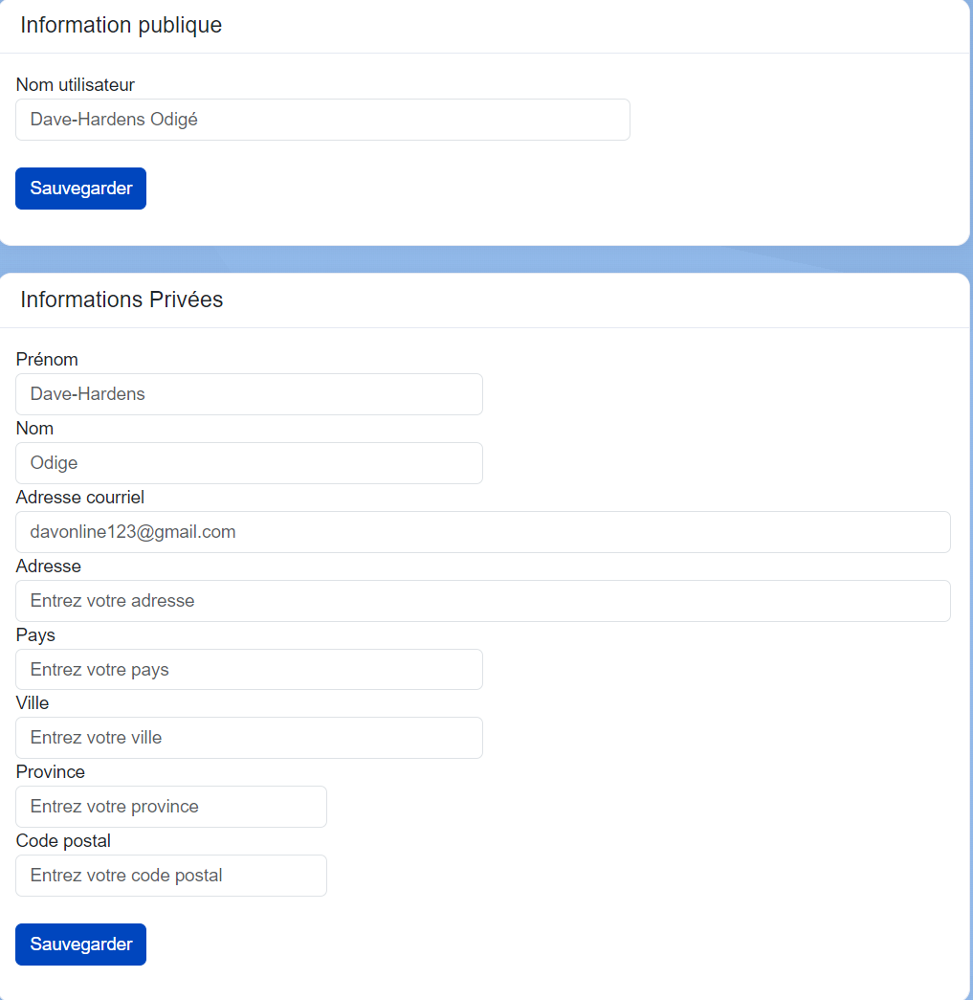 Information publique
Nom utilisateur
Dave-Hardens Odigé
Sauvegarder
Informations Privées
Prénom
Dave-Hardens
Nom
Odige
Adresse courriel
davonline123@gmail.com
Adresse
Entrez votre adresse
Pays
Entrez votre pays
Ville
Entrez votre ville
Province
Entrez votre province
Code postal
Entrez votre code postal
Sauvegarder